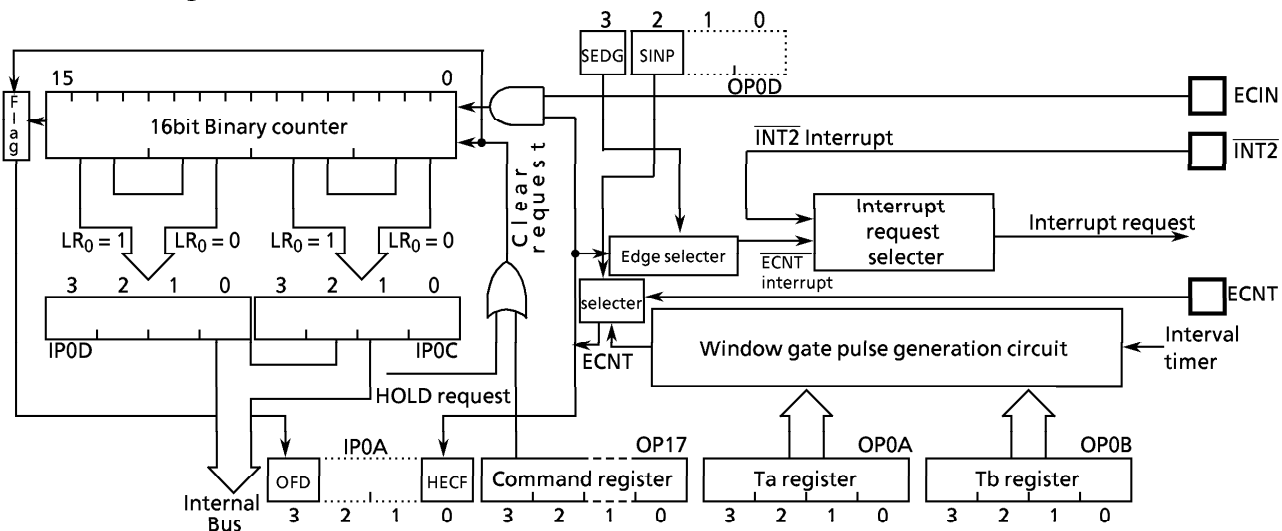 3 2 1 0
SEDG SINP
OP0D
ECIN
15 0
Flag
16bit Binary counter
INT2 Interrupt
INT2
Clear request
Interrupt
request
selecter
Interrupt request
LR0 = 1 LR0 = 0 LR0 = 1 LR0 = 0
Edge selecter
ECNT
interrupt
3 2 1 0 3 2 1 0
selecter
ECNT
IP0D IP0C
ECNT
Window gate pulse generation circuit
Interval
timer
HOLD request
IP0A OP17 OP0A OP0B
OFD HECF Command register Ta register Tb register
Internal
Bus
3 2 1 0 3 2 1 0 3 2 1 0 3 2 1 0